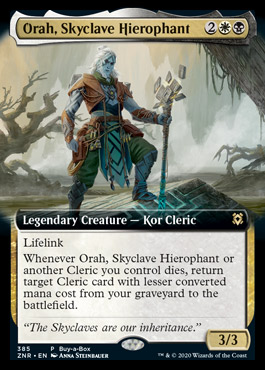 Orah, Skyclave Hierophant 2
Legendary Creature — Kor Cleric
Lifelink
Whenever Orah, Skyclave Hierophant or
another Cleric you control dies, return
target Cleric card with lesser converted
mana cost from your graveyard to the
battlefield.
“The Skyclaves are our inheritance.”
3/3
385 P Buy-a-Box
ZNR • EN Anna Steinbauer ™ & © 2020 Wizards of the Coast